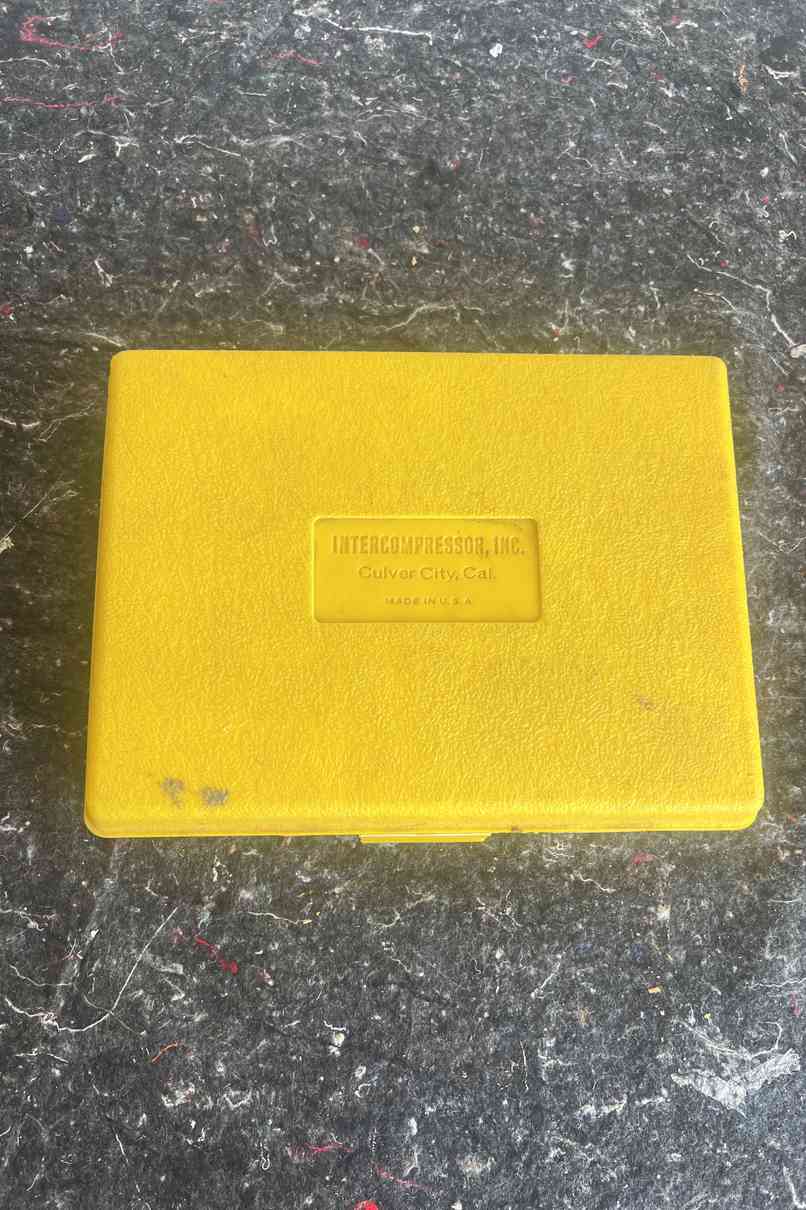 INTERCOMPRESSOR, INC.
Culver City, Cal.
MADE IN U.S.A.